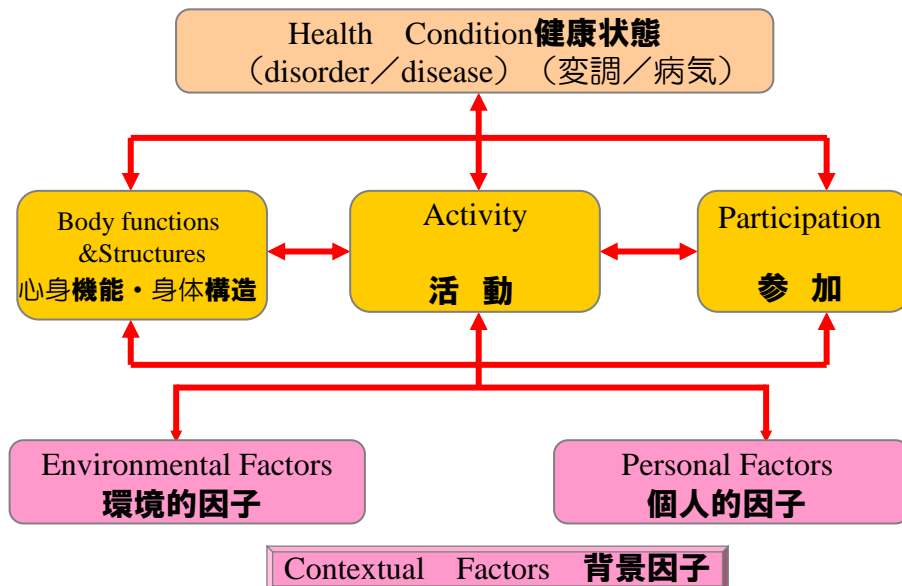 Health Condition健康状態
（disorder／disease）（変調／病気）
Body functions
&Structures
心身機能・身体構造
Activity
活 動
Participation
参 加
Environmental Factors
環境的因子
Personal Factors
個人的因子
Contextual Factors 背景因子